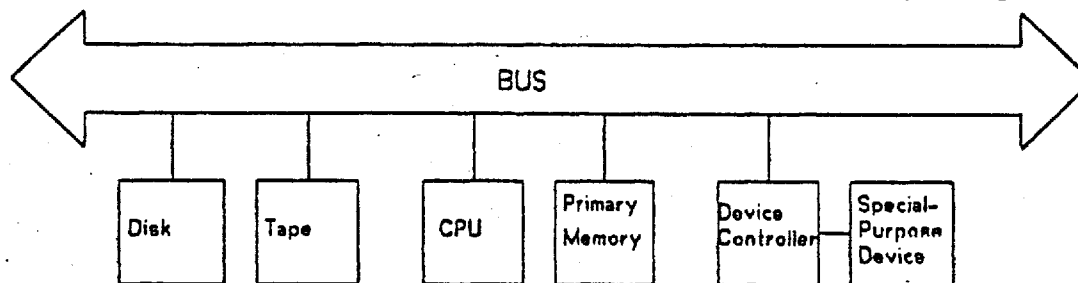 BUS
Disk
Tape
CPU
Primary
Memory
Device
Controller
Special-
Purpose
Device